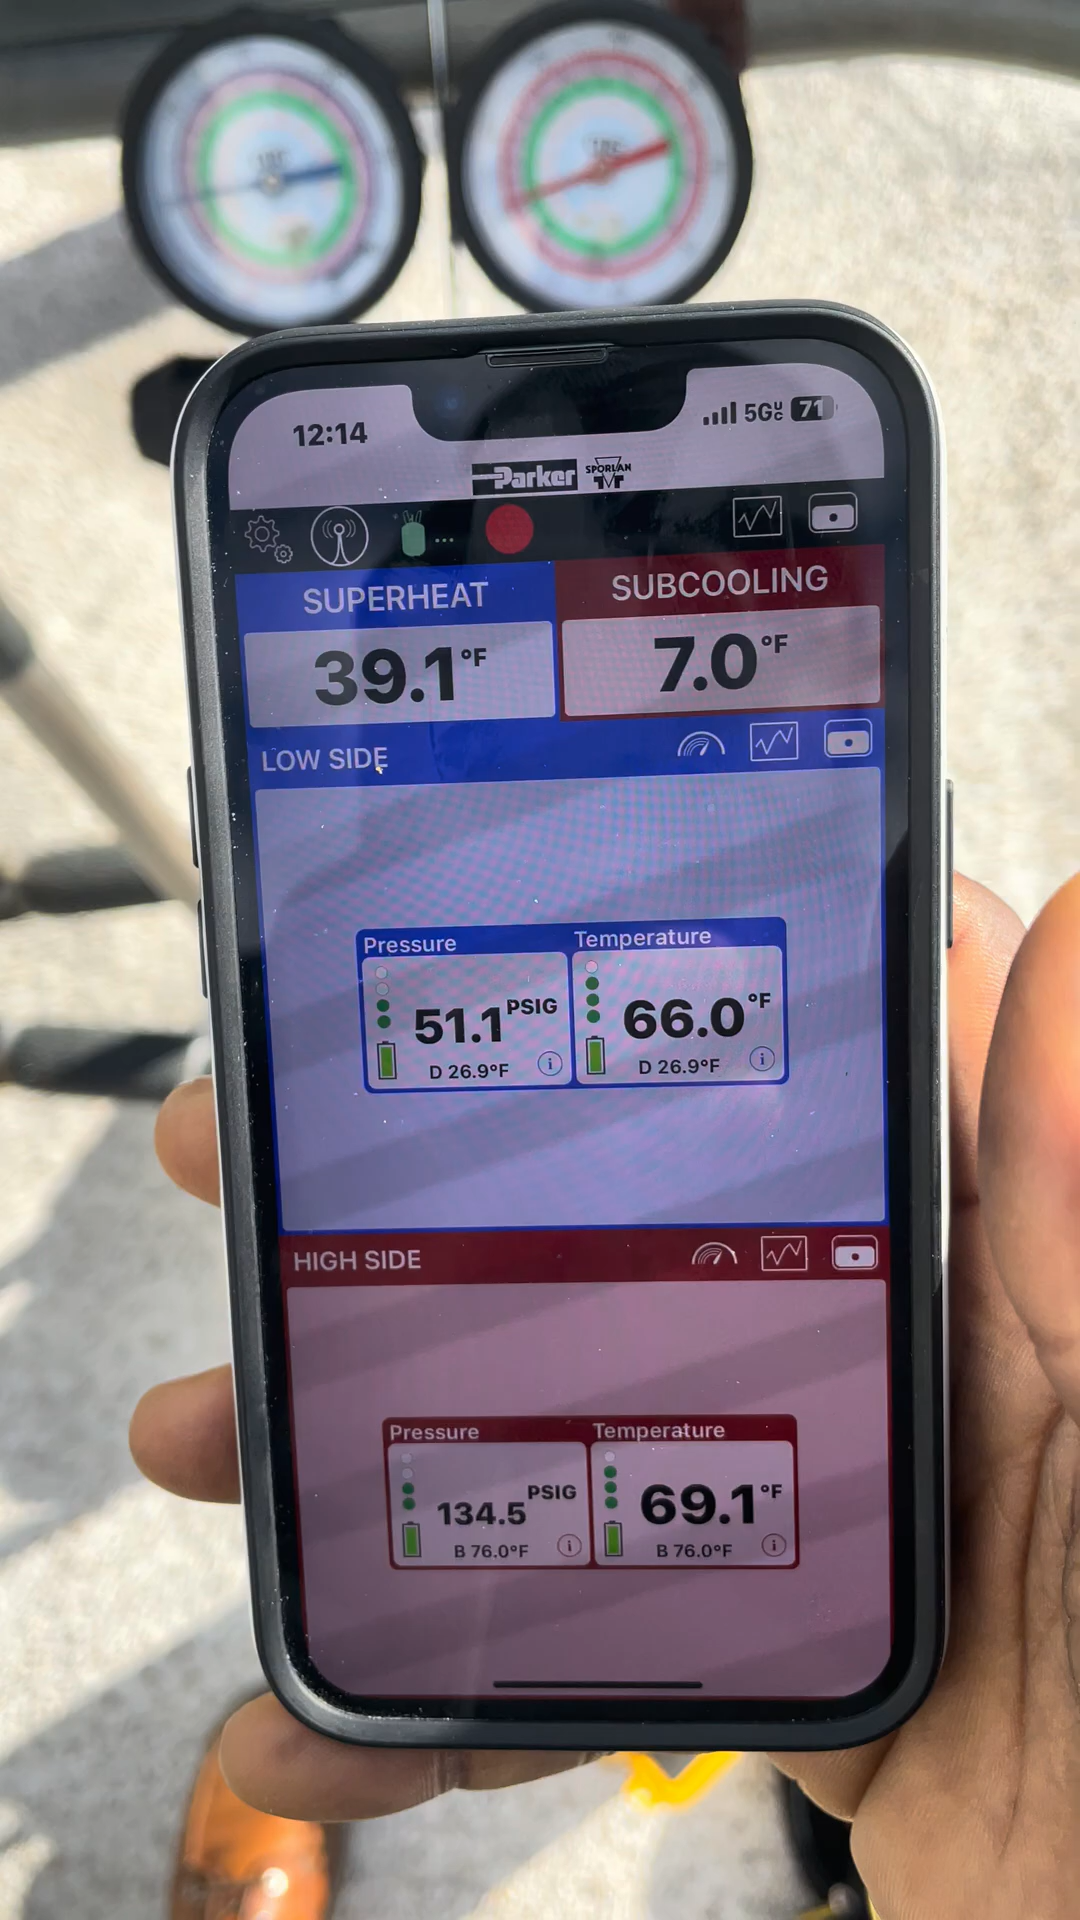 12:14
5GUC 71
Parker SPORLAN
SUPERHEAT
SUBCOOLING
39.1°F
7.0°F
LOW SIDE
Pressure
Temperature
51.1 PSIG
66.0°F
D 26.9°F
D 26.9°F
HIGH SIDE
Pressure
Temperature
134.5 PSIG
69.1°F
B 76.0°F
B 76.0°F